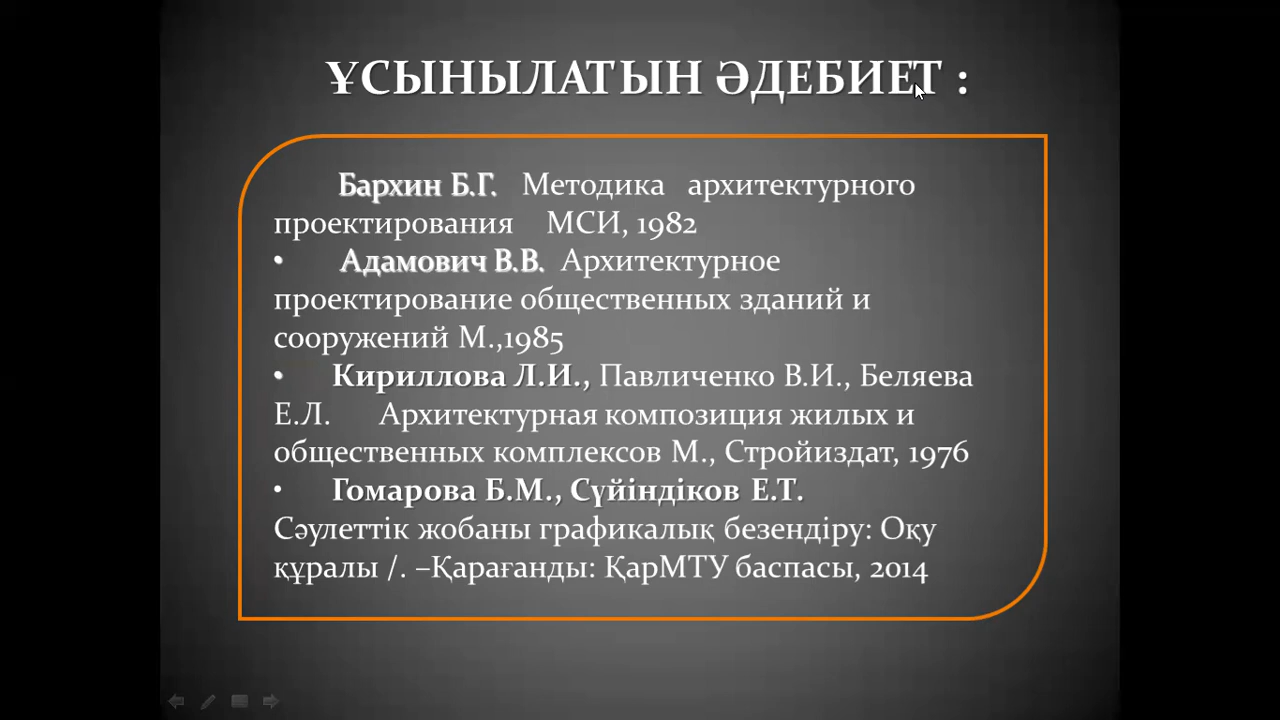 ҰСЫНЫЛАТЫН ӘДЕБИЕТ :
Бархин Б.Г. Методика архитектурного
проектирования МСИ, 1982
• Адамович В.В. Архитектурное
проектирование общественных зданий и
сооружений М.,1985
• Кириллова Л.И., Павличенко В.И., Беляева
Е.Л. Архитектурная композиция жилых и
общественных комплексов М., Стройиздат, 1976
• Гомарова Б.М., Сүйіндіков Е.Т.
Сәулеттік жобаны графикалық безендіру: Оқу
құралы /. –Қарағанды: ҚарМТУ баспасы, 2014